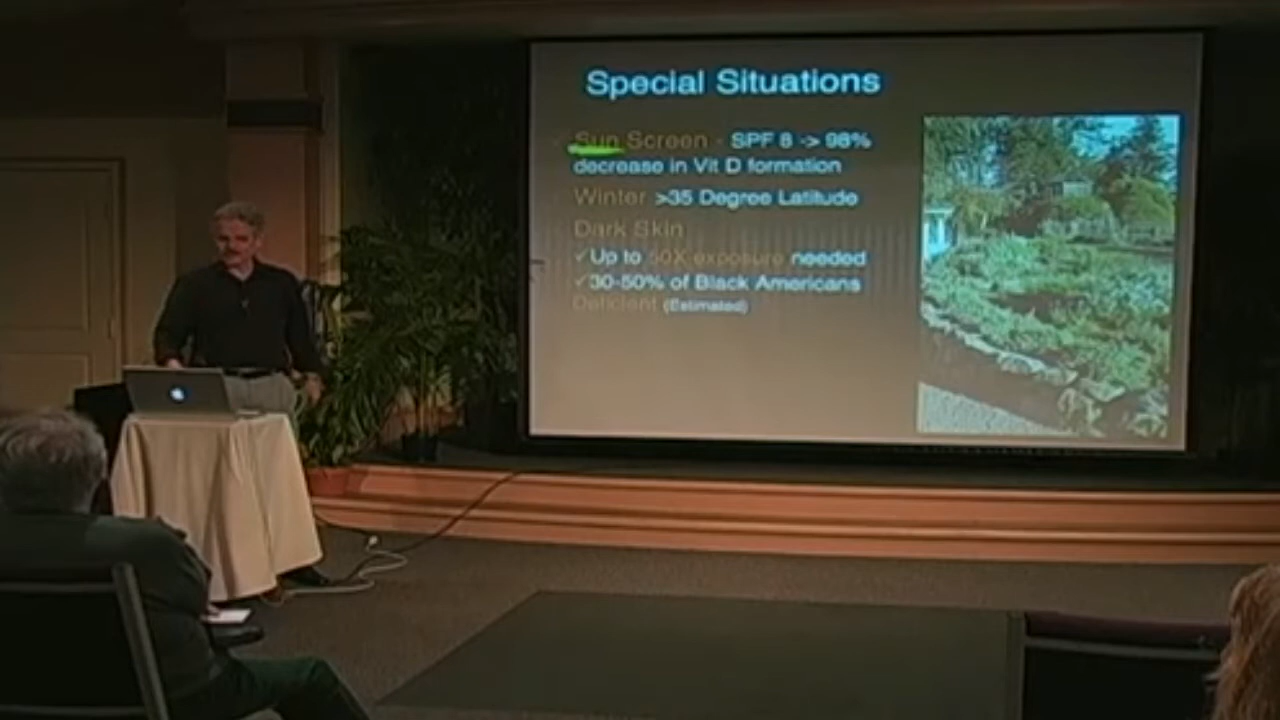 Special Situations
Sun Screen - SPF 8 -> 98%
decrease in Vit D formation
Winter >35 Degree Latitude
Dark Skin
✓Up to 50X exposure needed
✓30-50% of Black Americans
Deficient (Estimated)